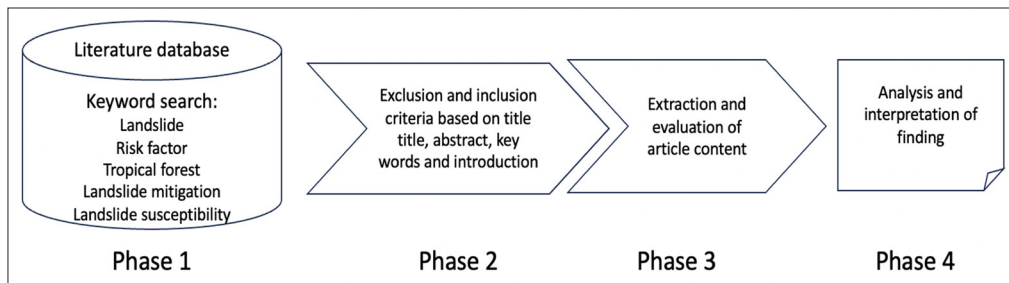 Literature database
Keyword search:
Landslide
Risk factor
Tropical forest
Landslide mitigation
Landslide susceptibility
Exclusion and inclusion
criteria based on title
title, abstract, key
words and introduction
Extraction and
evaluation of
article content
Analysis and
interpretation of
finding
Phase 1
Phase 2
Phase 3
Phase 4